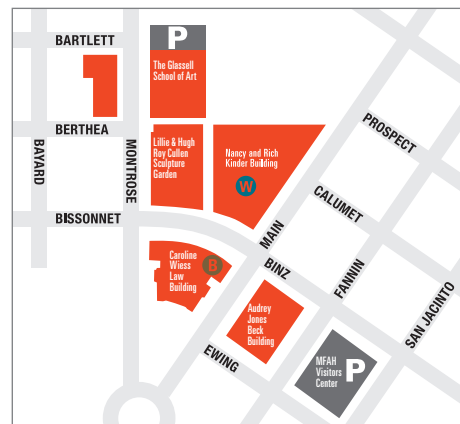 P
BARTLETT
The Glassell
School of Art
BERTHEA
Lillie & Hugh
Roy Cullen
Sculpture
Garden
Nancy and Rich
Kinder Building
W
PROSPECT
BAYARD
MONTROSE
CALUMET
BISSONNET
MAIN
Caroline
Wiess
Law
Building
B
BINZ
FANNIN
SAN JACINTO
Audrey
Jones
Beck
Building
EWING
MFAH
Visitors
Center
P